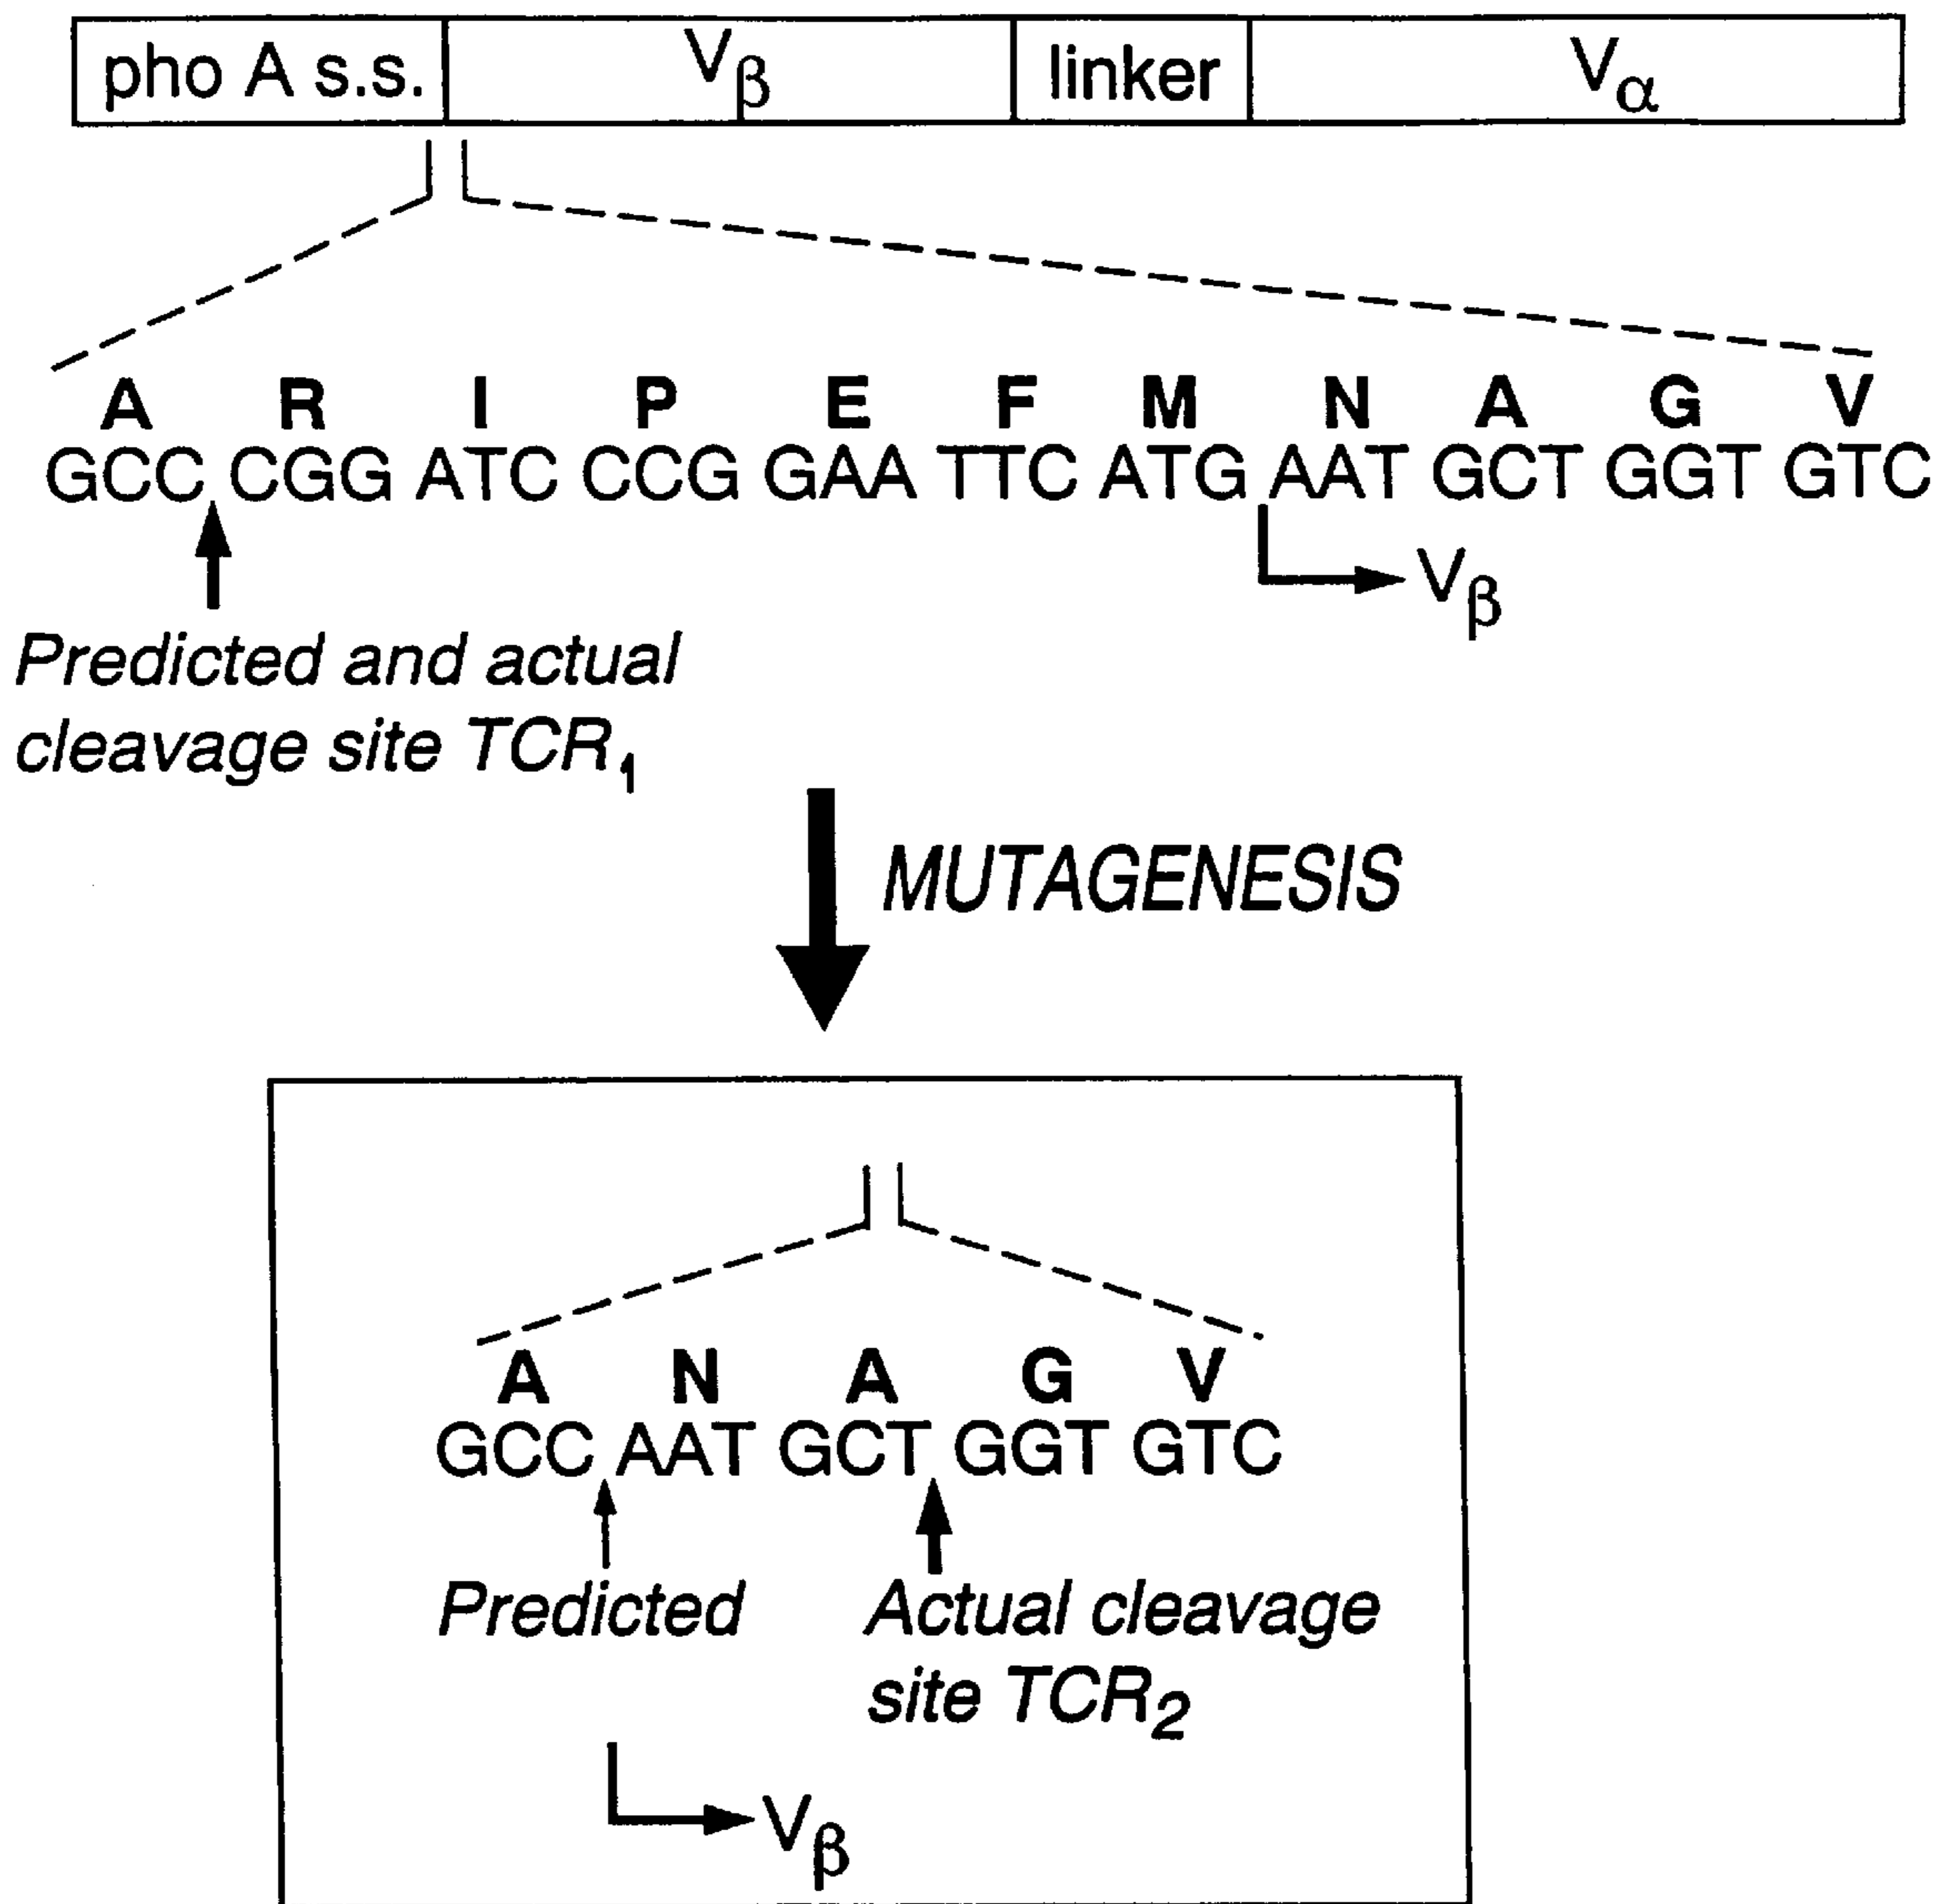 pho A s.s. Vβ linker Vα
A R I P E F M N A G V
GCC CGG ATC CCG GAA TTC ATG AAT GCT GGT GTC
Vβ
Predicted and actual
cleavage site TCR1
MUTAGENESIS
A N A G V
GCC AAT GCT GGT GTC
Predicted Actual cleavage
site TCR2
Vβ